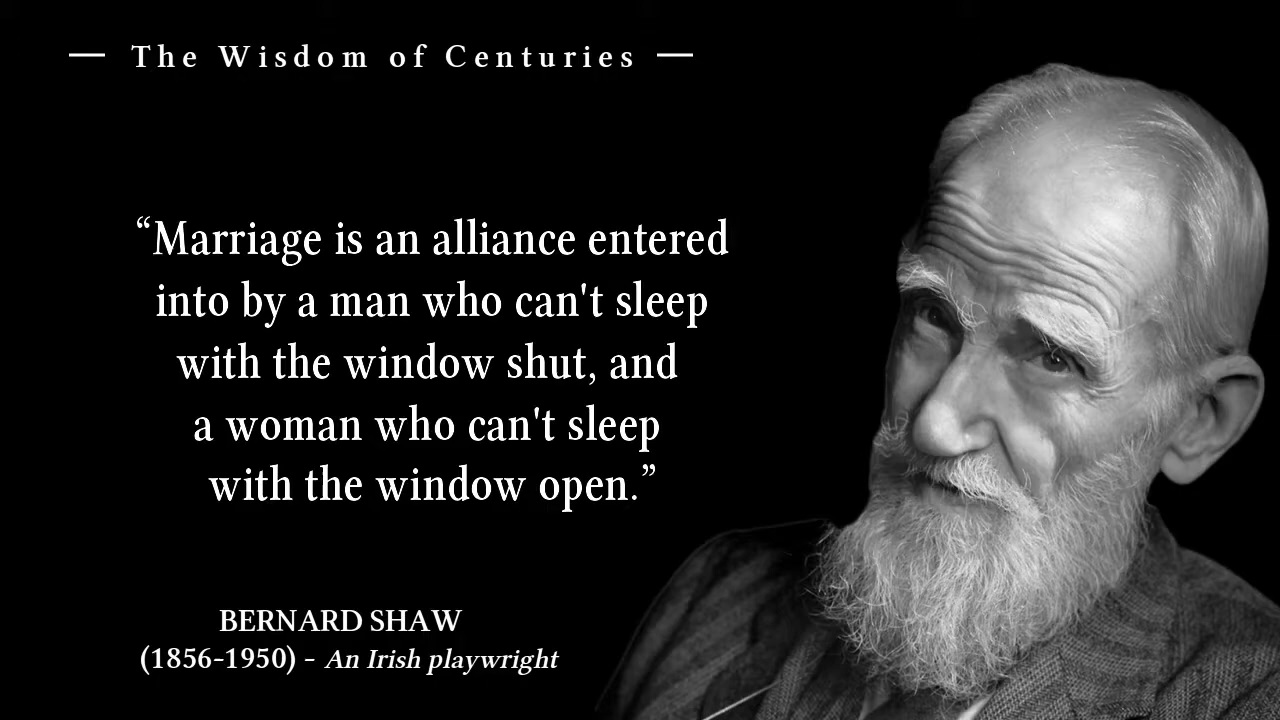 — The Wisdom of Centuries —
“Marriage is an alliance entered
into by a man who can't sleep
with the window shut, and
a woman who can't sleep
with the window open.”
BERNARD SHAW
(1856-1950) - An Irish playwright